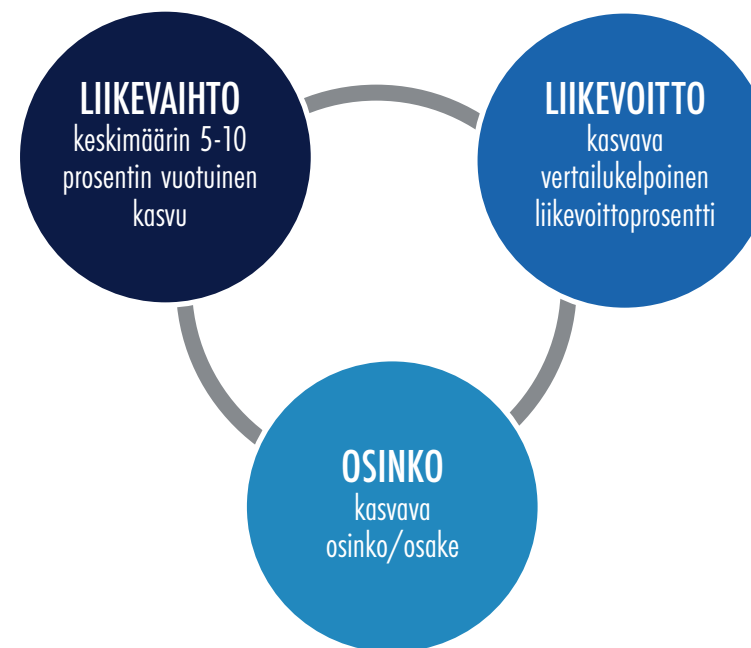 LIIKEVAIHTO
keskimäärin 5-10
prosentin vuotuinen
kasvu
LIIKEVOITTO
kasvava
vertailukelpoinen
liikevoittoprosentti
OSINKO
kasvava
osinko/osake